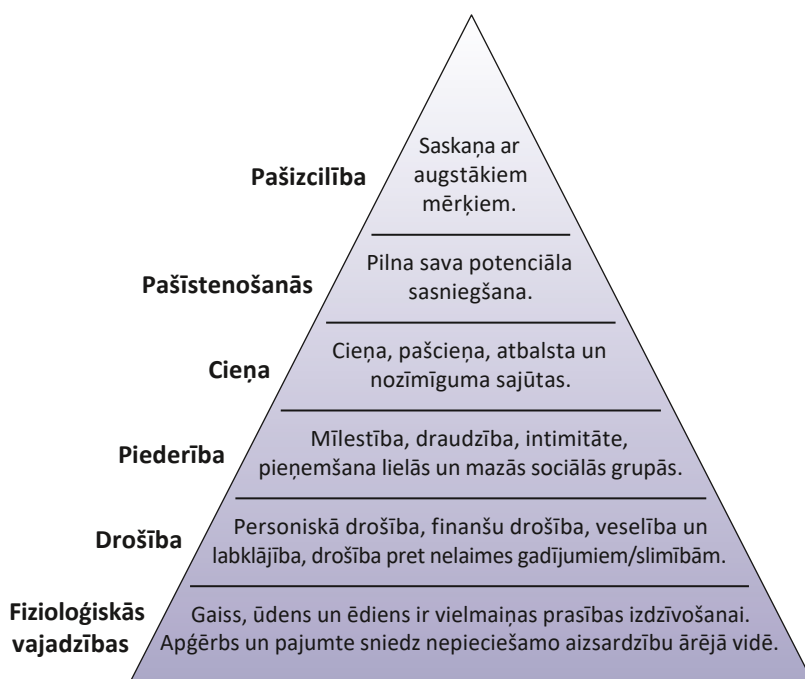 Pašizcilība
Saskaņa ar
augstākiem
mērķiem.
Pašīstenošanās
Pilna sava potenciāla
sasniegšana.
Cieņa
Cieņa, pašcieņa, atbalsta un
nozīmīguma sajūtas.
Piederība
Mīlestība, draudzība, intimitāte,
pieņemšana lielās un mazās sociālās grupās.
Drošība
Personiskā drošība, finanšu drošība, veselība un
labklājība, drošība pret nelaimes gadījumiem/slimībām.
Fizioloģiskās
vajadzības
Gaiss, ūdens un ēdiens ir vielmaiņas prasības izdzīvošanai.
Apģērbs un pajumte sniedz nepieciešamo aizsardzību ārējā vidē.